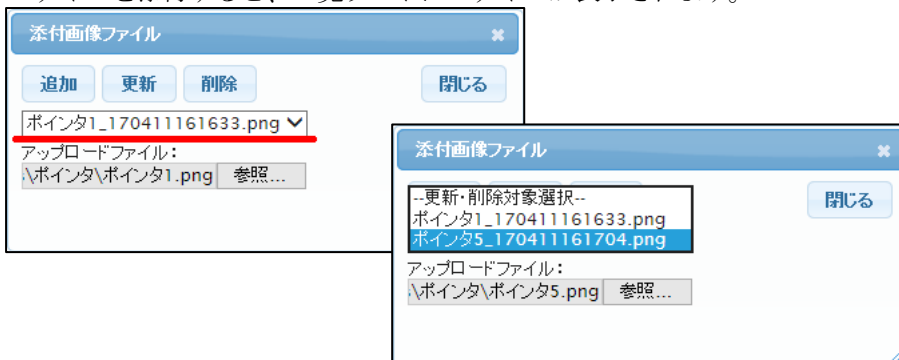 添付画像ファイル
追加 更新 削除 閉じる
ポインタ1_170411161633.png
アップロードファイル：
\ポインタ\ポインタ1.png 参照...
添付画像ファイル
閉じる
--更新・削除対象選択--
ポインタ1_170411161633.png
ポインタ5_170411161704.png
アップロードファイル：
\ポインタ\ポインタ5.png 参照...